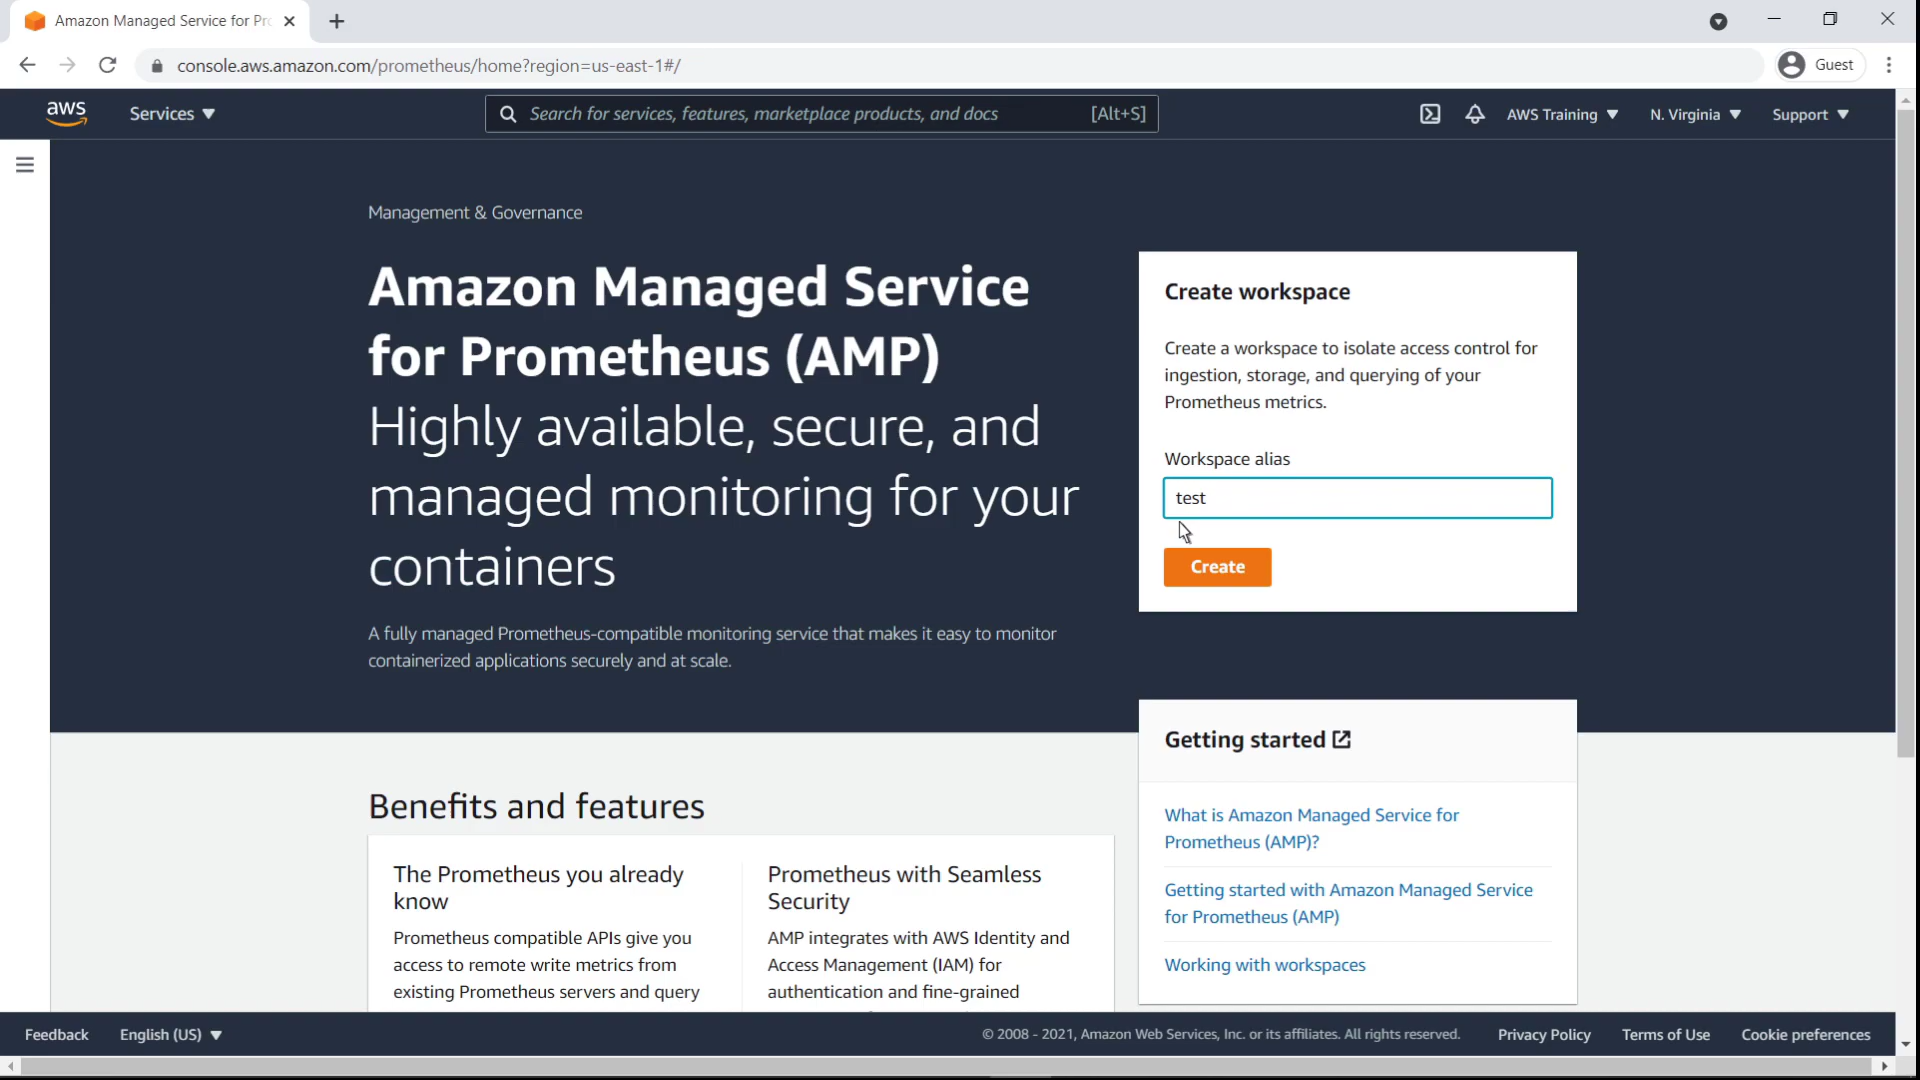 Amazon Managed Service for Pro
console.aws.amazon.com/prometheus/home?region=us-east-1#/
Guest
aws
Services
Search for services, features, marketplace products, and docs
[Alt+S]
AWS Training
N. Virginia
Support
Management & Governance
Amazon Managed Service
for Prometheus (AMP)
Highly available, secure, and
managed monitoring for your
containers
A fully managed Prometheus-compatible monitoring service that makes it easy to monitor
containerized applications securely and at scale.
Create workspace
Create a workspace to isolate access control for
ingestion, storage, and querying of your
Prometheus metrics.
Workspace alias
test
Create
Getting started
What is Amazon Managed Service for
Prometheus (AMP)?
Getting started with Amazon Managed Service
for Prometheus (AMP)
Working with workspaces
Benefits and features
The Prometheus you already
know
Prometheus compatible APIs give you
access to remote write metrics from
existing Prometheus servers and query
Prometheus with Seamless
Security
AMP integrates with AWS Identity and
Access Management (IAM) for
authentication and fine-grained
Feedback
English (US)
© 2008 - 2021, Amazon Web Services, Inc. or its affiliates. All rights reserved.
Privacy Policy
Terms of Use
Cookie preferences